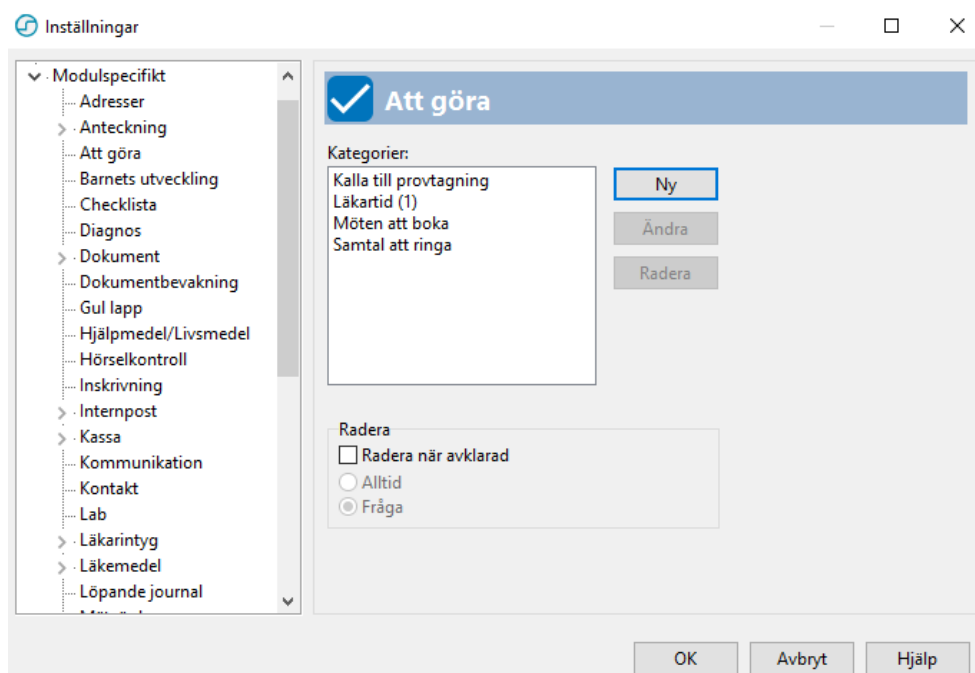 Inställningar
Modulspecifikt
Adresser
Anteckning
Att göra
Barnets utveckling
Checklista
Diagnos
Dokument
Dokumentbevakning
Gul lapp
Hjälpmedel/Livsmedel
Hörselkontroll
Inskrivning
Internpost
Kassa
Kommunikation
Kontakt
Lab
Läkarintyg
Läkemedel
Löpande journal
Att göra
Kategorier:
Kalla till provtagning
Läkartid (1)
Möten att boka
Samtal att ringa
Ny
Ändra
Radera
Radera
Radera när avklarad
Alltid
Fråga
OK
Avbryt
Hjälp